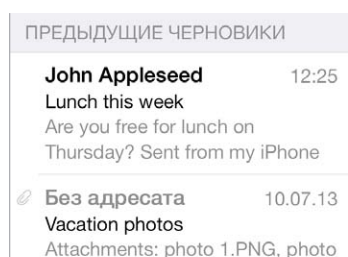 ПРЕДЫДУЩИЕ ЧЕРНОВИКИ
John Appleseed 12:25
Lunch this week
Are you free for lunch on
Thursday? Sent from my iPhone
Без адресата 10.07.13
Vacation photos
Attachments: photo 1.PNG, photo